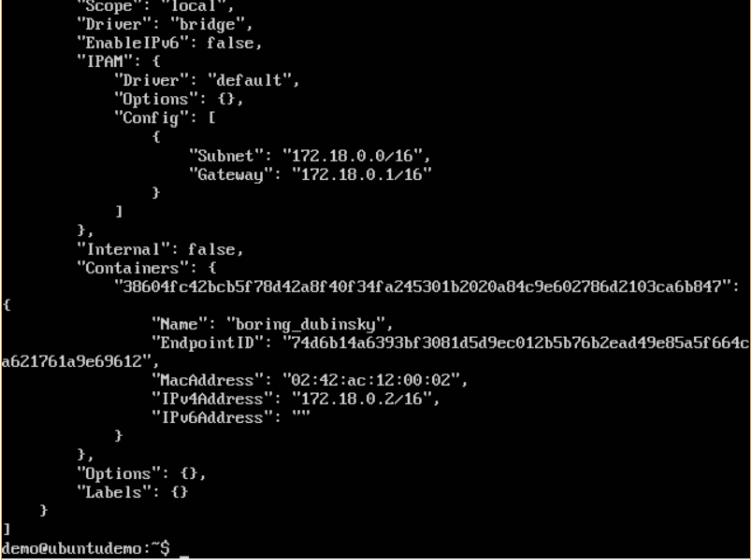 "Scope": "local",
"Driver": "bridge",
"EnableIPv6": false,
"IPAM": {
"Driver": "default",
"Options": {},
"Config": [
{
"Subnet": "172.18.0.0/16",
"Gateway": "172.18.0.1/16"
}
]
},
"Internal": false,
"Containers": {
"38604fc42bcb5f78d42a8f40f34fa245301b2020a84c9e602786d2103ca6b847":
{
"Name": "boring_dubinsky",
"EndpointID": "74d6b14a6393bf3081d5d9ec012b5b76b2ead49e85a5f664c
a621761a9e69612",
"MacAddress": "02:42:ac:12:00:02",
"IPv4Address": "172.18.0.2/16",
"IPv6Address": ""
}
},
"Options": {},
"Labels": {}
}
]
demo@ubuntudemo:~$ _